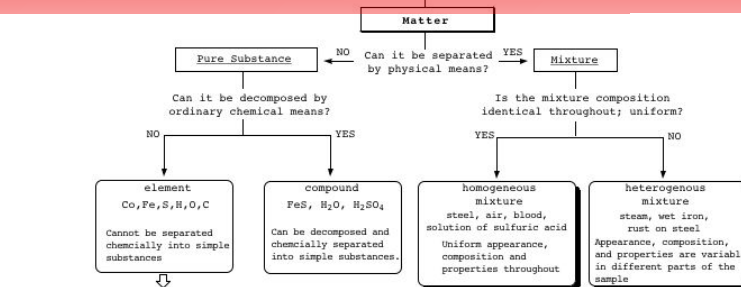 Matter
NO
Can it be separated
by physical means?
YES
Pure Substance
Mixture
Can it be decomposed by
ordinary chemical means?
Is the mixture composition
identical throughout; uniform?
NO
YES
YES
NO
element
Co,Fe,S,H,O,C
Cannot be separated
chemcially into simple
substances
compound
FeS, H2O, H2SO4
Can be decomposed and
chemcially separated
into simple substances.
homogeneous
mixture
steel, air, blood,
solution of sulfuric acid
Uniform appearance,
composition and
properties throughout
heterogenous
mixture
steam, wet iron,
rust on steel
Appearance, composition,
and properties are variabl
in different parts of the
sample